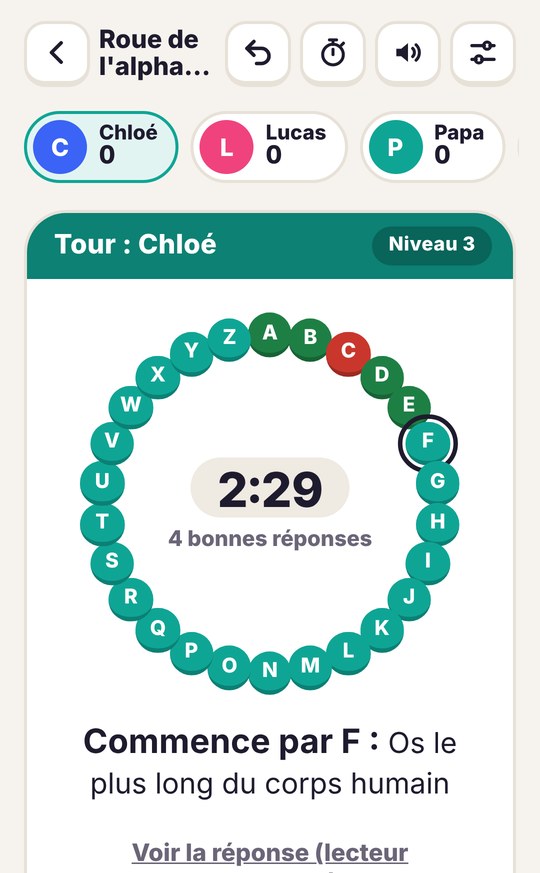 Roue de
l'alpha...
C
Chloé
0
L
Lucas
0
P
Papa
0
Tour : Chloé
Niveau 3
A
B
C
D
E
F
G
H
I
J
K
L
M
N
O
P
Q
R
S
T
U
V
W
X
Y
Z
2:29
4 bonnes réponses
Commence par F : Os le
plus long du corps humain
Voir la réponse (lecteur